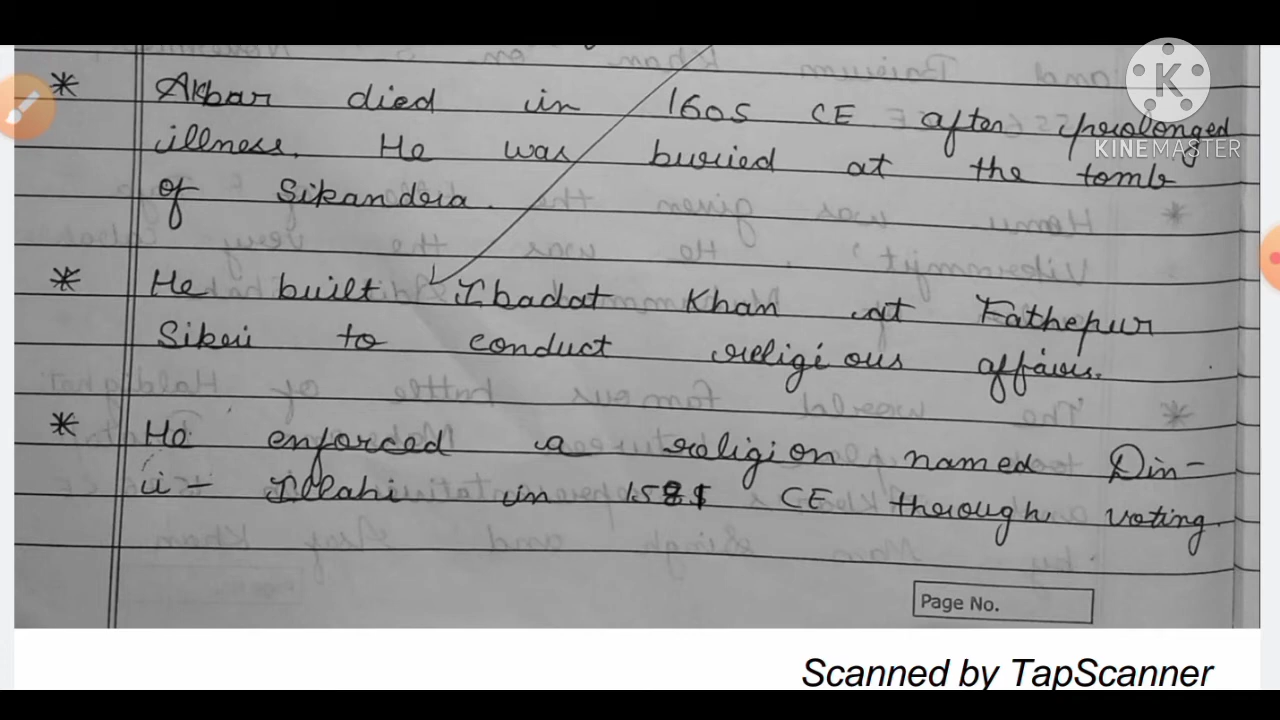 * Akbar died in 1605 CE after prolonged
illness. He was buried at the tomb
of Sikandra.
* He built Ibadat Khan at Fathepur
Sikri to conduct religious affairs.
* He enforced a religion named Din-
i- Illahi in 1581 CE through voting.
Page No.
Scanned by TapScanner
K
KINEMASTER